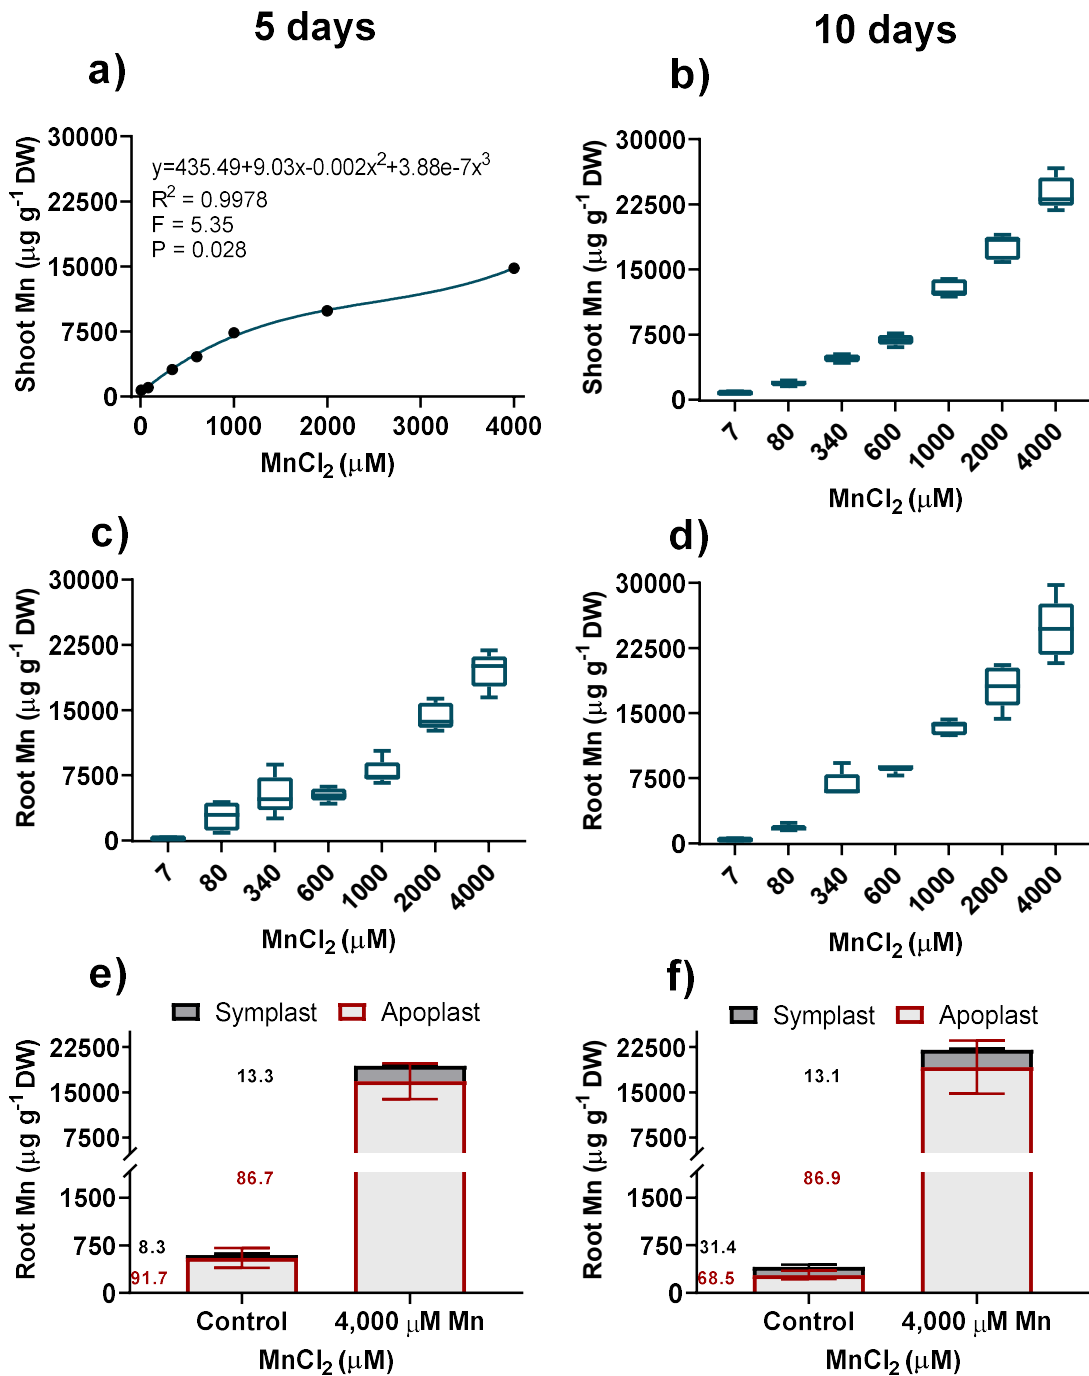 5 days
10 days
a)
Shoot Mn (μg g⁻¹ DW)
30000
22500
15000
7500
0
y=435.49+9.03x-0.002x²+3.88e-7x³
R² = 0.9978
F = 5.35
P = 0.028
0 1000 2000 3000 4000
MnCl₂ (μM)
b)
Shoot Mn (μg g⁻¹ DW)
30000
22500
15000
7500
0
7 80 340 600 1000 2000 4000
MnCl₂ (μM)
c)
Root Mn (μg g⁻¹ DW)
30000
22500
15000
7500
0
7 80 340 600 1000 2000 4000
MnCl₂ (μM)
d)
Root Mn (μg g⁻¹ DW)
30000
22500
15000
7500
0
7 80 340 600 1000 2000 4000
MnCl₂ (μM)
e)
Symplast Apoplast
Root Mn (μg g⁻¹ DW)
22500
15000
7500
1500
750
0
13.3
86.7
8.3
91.7
Control 4,000 μM Mn
MnCl₂ (μM)
f)
Symplast Apoplast
Root Mn (μg g⁻¹ DW)
22500
15000
7500
1500
750
0
13.1
86.9
31.4
68.5
Control 4,000 μM Mn
MnCl₂ (μM)